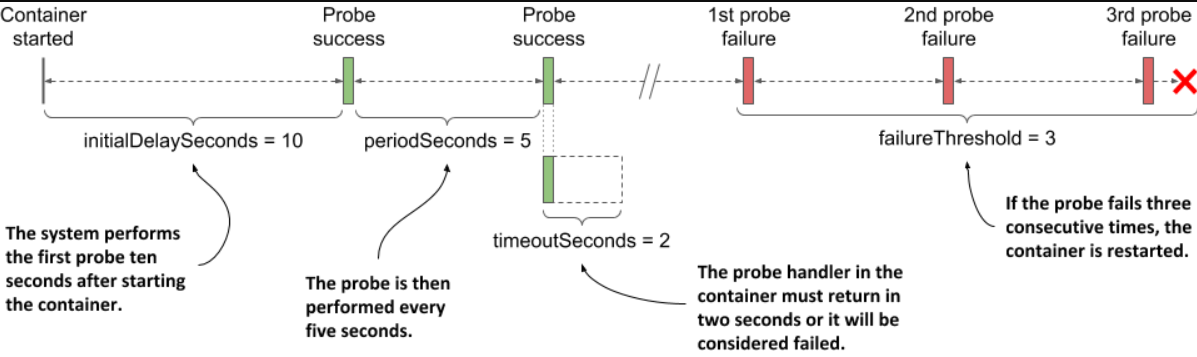 Container
started
Probe
success
Probe
success
1st probe
failure
2nd probe
failure
3rd probe
failure
initialDelaySeconds = 10
periodSeconds = 5
failureThreshold = 3
timeoutSeconds = 2
The system performs
the first probe ten
seconds after starting
the container.
The probe is then
performed every
five seconds.
The probe handler in the
container must return in
two seconds or it will be
considered failed.
If the probe fails three
consecutive times, the
container is restarted.